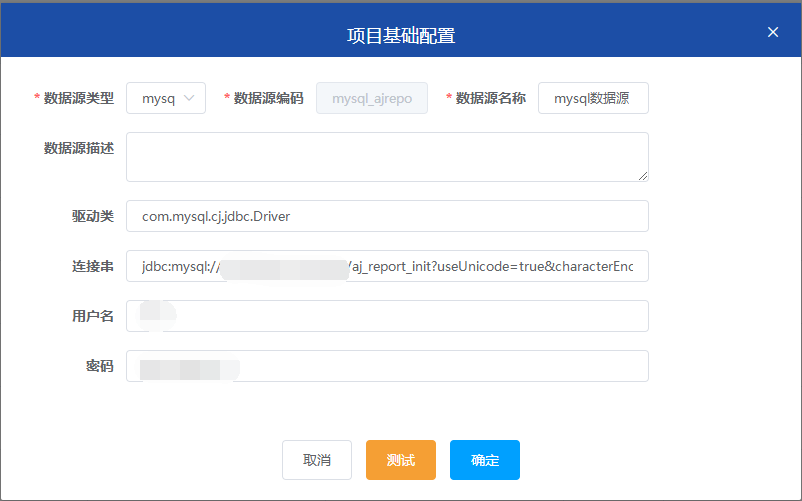 项目基础配置
* 数据源类型 mysq * 数据源编码 mysql_ajrepo * 数据源名称 mysql数据源
数据源描述
驱动类 com.mysql.cj.jdbc.Driver
连接串 jdbc:mysql:// /aj_report_init?useUnicode=true&characterEnc
用户名
密码
取消 测试 确定